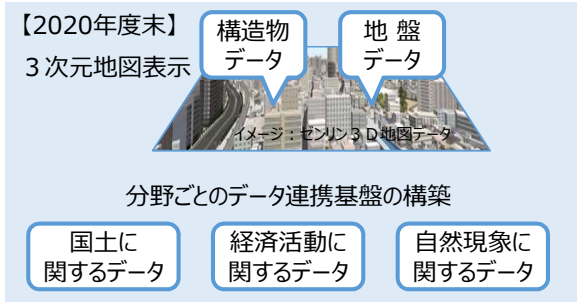 【2020年度末】
３次元地図表示
構造物
データ
地 盤
データ
イメージ：ゼンリン３Ｄ地図データ
分野ごとのデータ連携基盤の構築
国土に
関するデータ
経済活動に
関するデータ
自然現象に
関するデータ